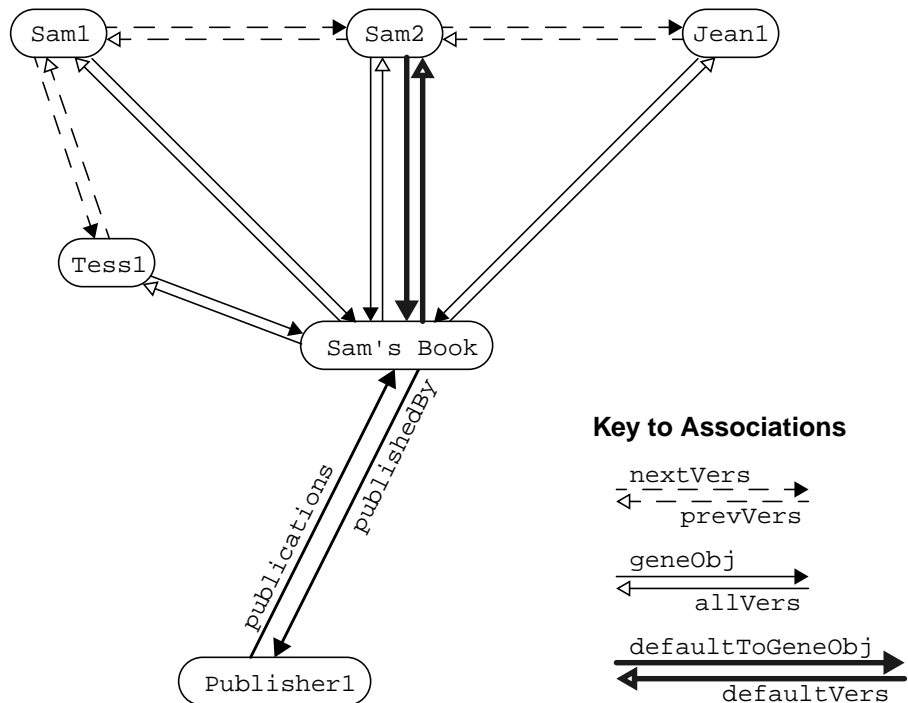 Sam1
Sam2
Jean1
Tess1
Sam's Book
publications
publishedBy
Publisher1
Key to Associations
nextVers
prevVers
geneObj
allVers
defaultToGeneObj
defaultVers